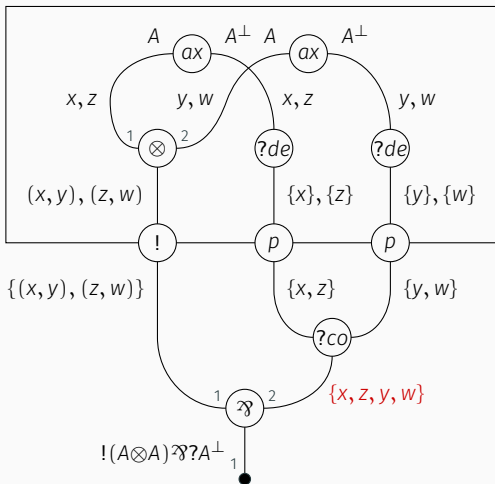 A ax A⊥ A ax A⊥
x, z y, w x, z y, w
1 ⊗ 2 ?de ?de
(x, y), (z, w) {x}, {z} {y}, {w}
! p p
{(x, y), (z, w)} {x, z} {y, w}
?co
1 ⅋ 2 {x, z, y, w}
!(A⊗A)⅋?A⊥ 1